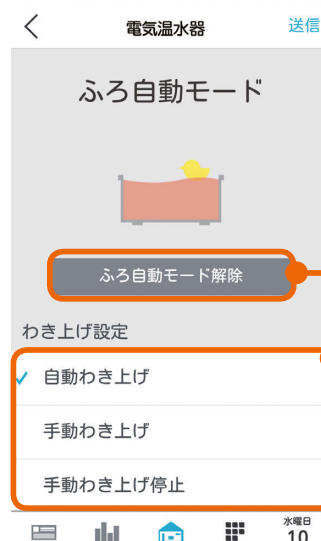 電気温水器 送信
ふろ自動モード
ふろ自動モード解除
わき上げ設定
自動わき上げ
手動わき上げ
手動わき上げ停止
水曜日
10